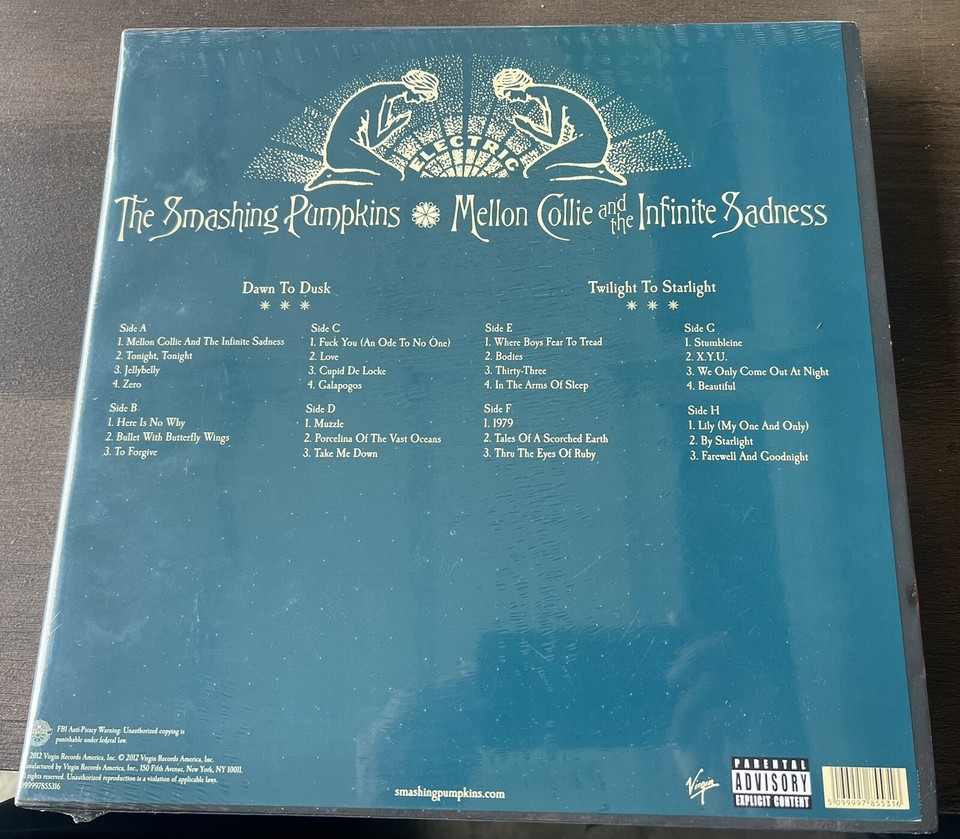 ELECTRIC
The Smashing Pumpkins Mellon Collie and the Infinite Sadness
Dawn To Dusk
Side A
1. Mellon Collie And The Infinite Sadness
2. Tonight, Tonight
3. Jellybelly
4. Zero
Side B
1. Here Is No Why
2. Bullet With Butterfly Wings
3. To Forgive
Side C
1. Fuck You (An Ode To No One)
2. Love
3. Cupid De Locke
4. Galapogos
Side D
1. Muzzle
2. Porcelina Of The Vast Oceans
3. Take Me Down
Twilight To Starlight
Side E
1. Where Boys Fear To Tread
2. Bodies
3. Thirty-Three
4. In The Arms Of Sleep
Side F
1. 1979
2. Tales Of A Scorched Earth
3. Thru The Eyes Of Ruby
Side G
1. Stumbleine
2. X.Y.U.
3. We Only Come Out At Night
4. Beautiful
Side H
1. Lily (My One And Only)
2. By Starlight
3. Farewell And Goodnight
FBI Anti-Piracy Warning: Unauthorized copying is
punishable under federal law.
2012 Virgin Records America, Inc. © 2012 Virgin Records America, Inc.
Virgin Records America, Inc., 150 Fifth Avenue, New York, NY 10011.
rights reserved. Unauthorized reproduction is a violation of applicable laws.
99997855316
smashingpumpkins.com
Virgin
PARENTAL
ADVISORY
EXPLICIT CONTENT
5 099997 855316